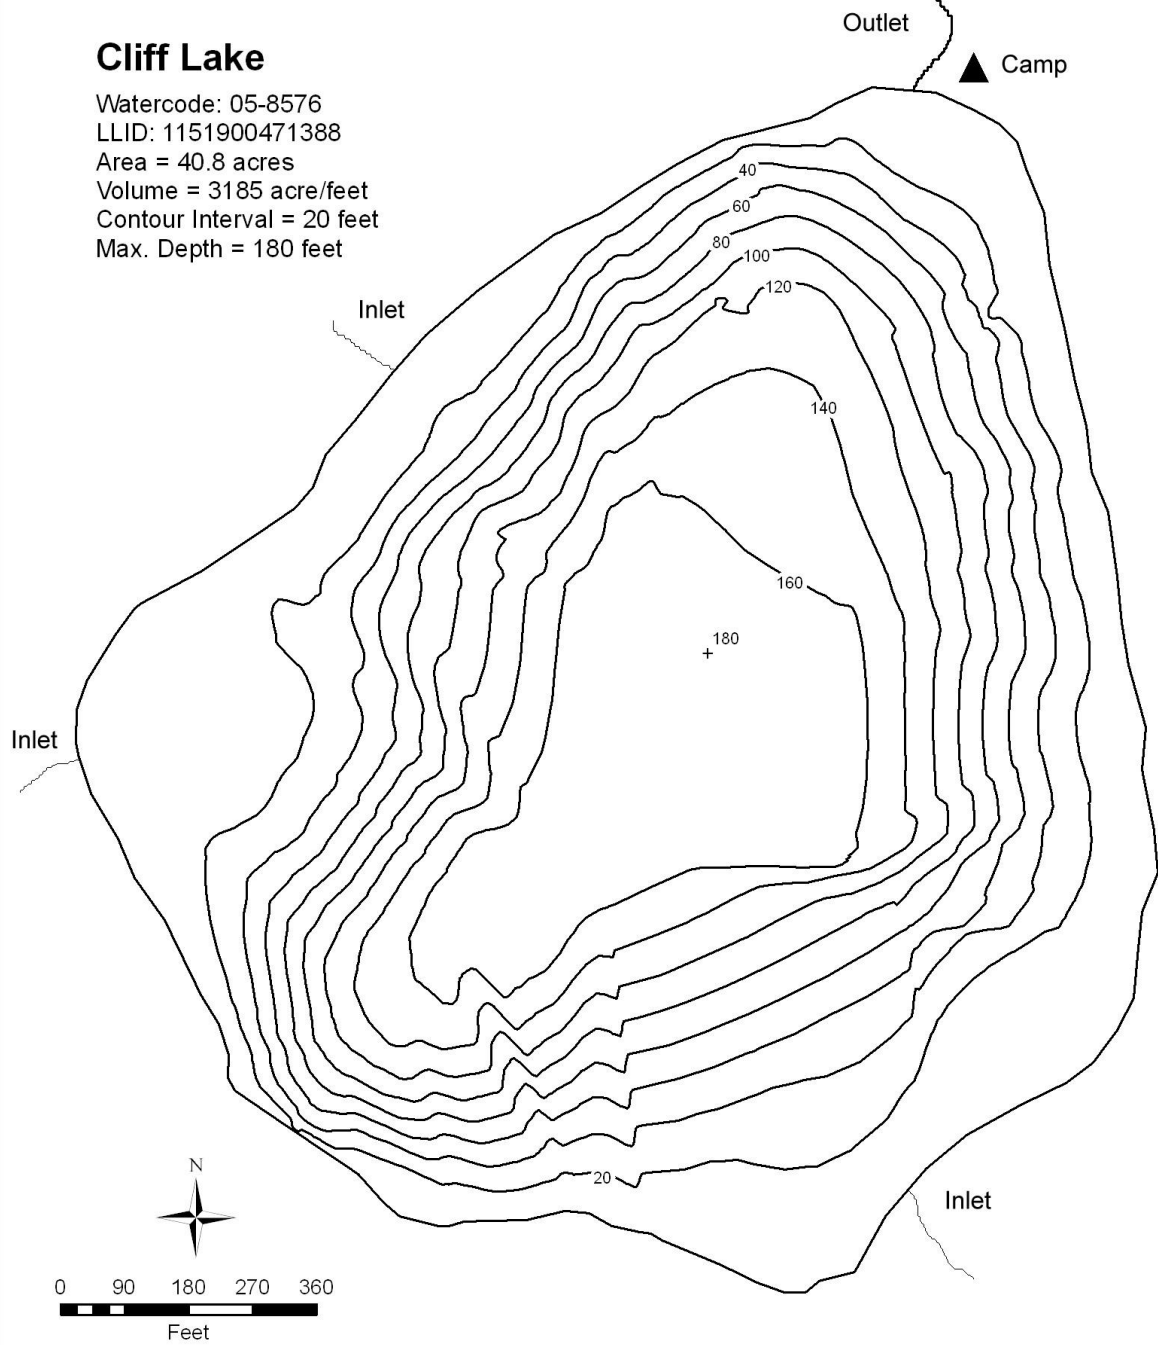 Outlet
Camp
Cliff Lake
Watercode: 05-8576
LLID: 1151900471388
Area = 40.8 acres
Volume = 3185 acre/feet
Contour Interval = 20 feet
Max. Depth = 180 feet
40
60
80
100
120
Inlet
140
160
180
Inlet
20
N
Inlet
0 90 180 270 360
Feet